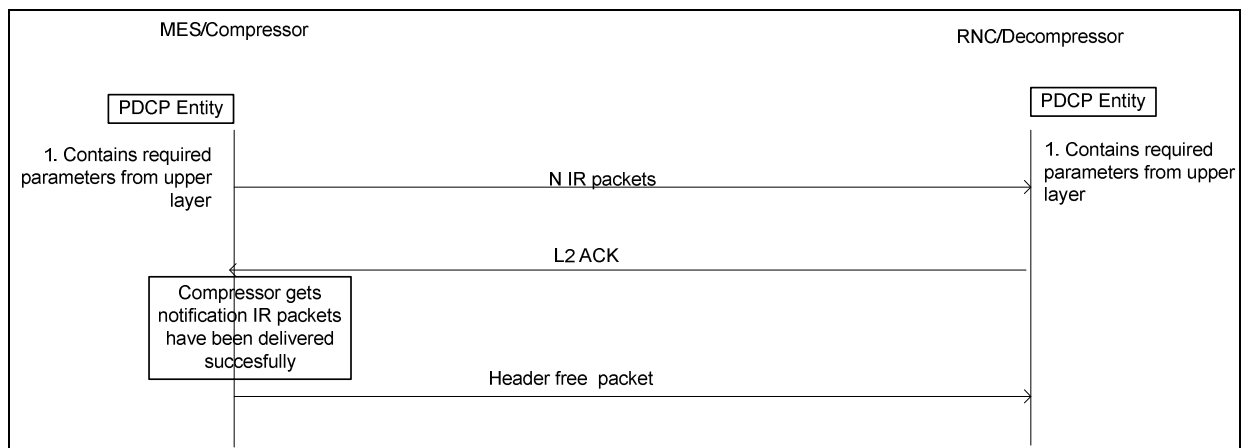 MES/Compressor
RNC/Decompressor
PDCP Entity
PDCP Entity
1. Contains required
parameters from upper
layer
1. Contains required
parameters from upper
layer
N IR packets
L2 ACK
Compressor gets
notification IR packets
have been delivered
succesfully
Header free packet